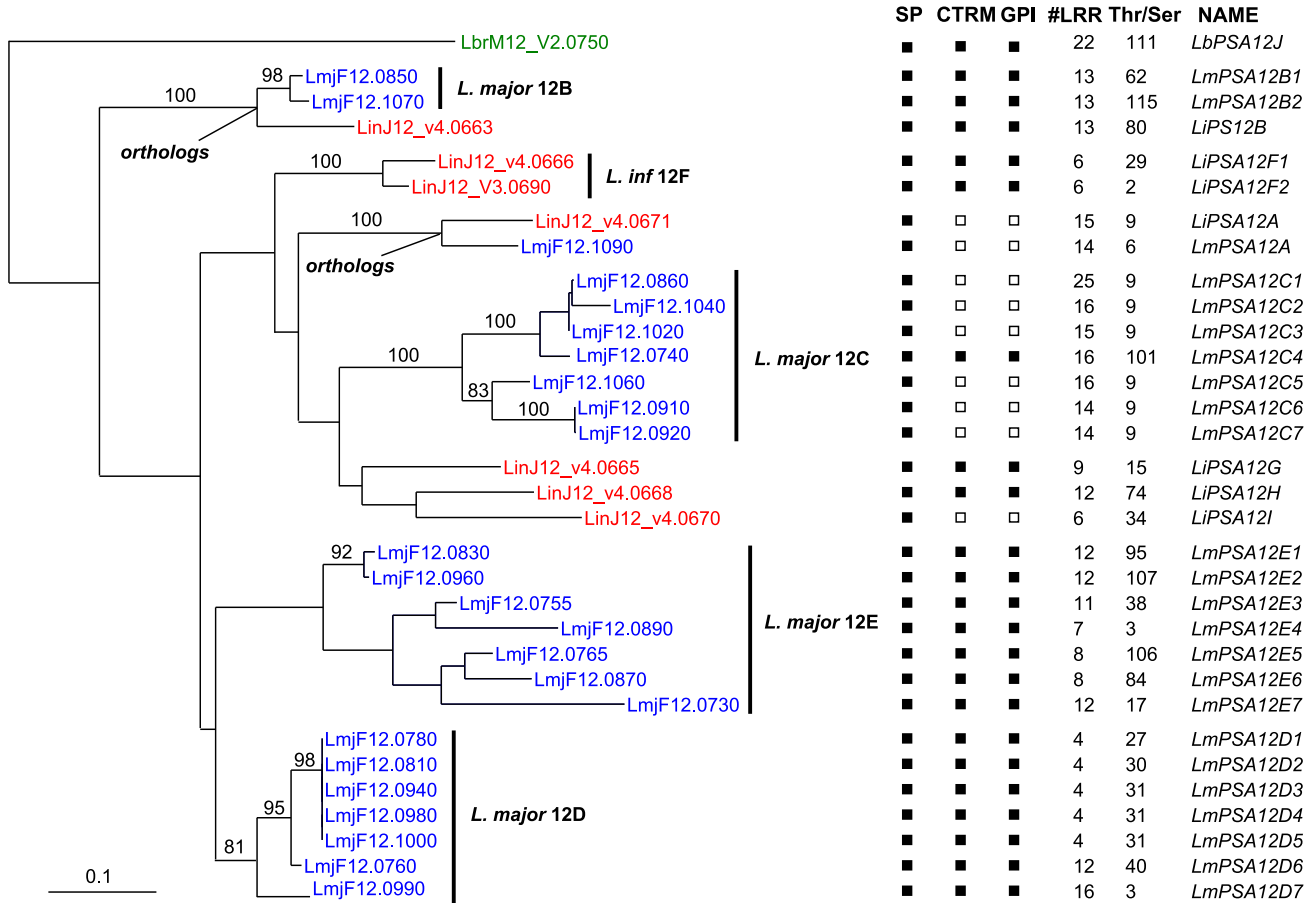 SP CTRM GPI #LRR Thr/Ser NAME
LbrM12_V2.0750 22 111 LbPSA12J
98 LmjF12.0850 13 62 LmPSA12B1
L. major 12B
100 LmjF12.1070 13 115 LmPSA12B2
LinJ12_v4.0663 13 80 LiPS12B
orthologs
100 LinJ12_v4.0666 6 29 LiPSA12F1
L. inf 12F
LinJ12_V3.0690 6 2 LiPSA12F2
100 LinJ12_v4.0671 15 9 LiPSA12A
LmjF12.1090 14 6 LmPSA12A
orthologs
LmjF12.0860 25 9 LmPSA12C1
LmjF12.1040 16 9 LmPSA12C2
100 LmjF12.1020 15 9 LmPSA12C3
100 LmjF12.0740 16 101 LmPSA12C4
L. major 12C
83 LmjF12.1060 16 9 LmPSA12C5
100 LmjF12.0910 14 9 LmPSA12C6
LmjF12.0920 14 9 LmPSA12C7
LinJ12_v4.0665 9 15 LiPSA12G
LinJ12_v4.0668 12 74 LiPSA12H
LinJ12_v4.0670 6 34 LiPSA12I
92 LmjF12.0830 12 95 LmPSA12E1
LmjF12.0960 12 107 LmPSA12E2
LmjF12.0755 11 38 LmPSA12E3
L. major 12E
LmjF12.0890 7 3 LmPSA12E4
LmjF12.0765 8 106 LmPSA12E5
LmjF12.0870 8 84 LmPSA12E6
LmjF12.0730 12 17 LmPSA12E7
LmjF12.0780 4 27 LmPSA12D1
98 LmjF12.0810 4 30 LmPSA12D2
LmjF12.0940 4 31 LmPSA12D3
95 LmjF12.0980 4 31 LmPSA12D4
L. major 12D
81 LmjF12.1000 4 31 LmPSA12D5
LmjF12.0760 12 40 LmPSA12D6
0.1
LmjF12.0990 16 3 LmPSA12D7